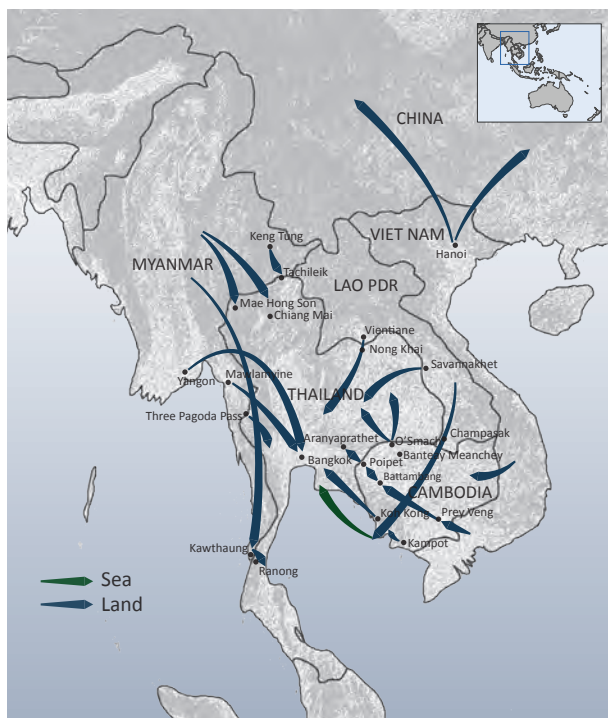 CHINA
VIET NAM
Hanoi
Keng Tung
MYANMAR
Tachileik
LAO PDR
Mae Hong Son
Chiang Mai
Vientiane
Nong Khai
Savannakhet
Yangon
Mawlamyine
THAILAND
Three Pagoda Pass
Champasak
Aranyaprathet
O’Smach
Bangkok
Banteay Meanchey
Poipet
Battambang
CAMBODIA
Koh Kong
Prey Veng
Kampot
Kawthaung
Ranong
Sea
Land